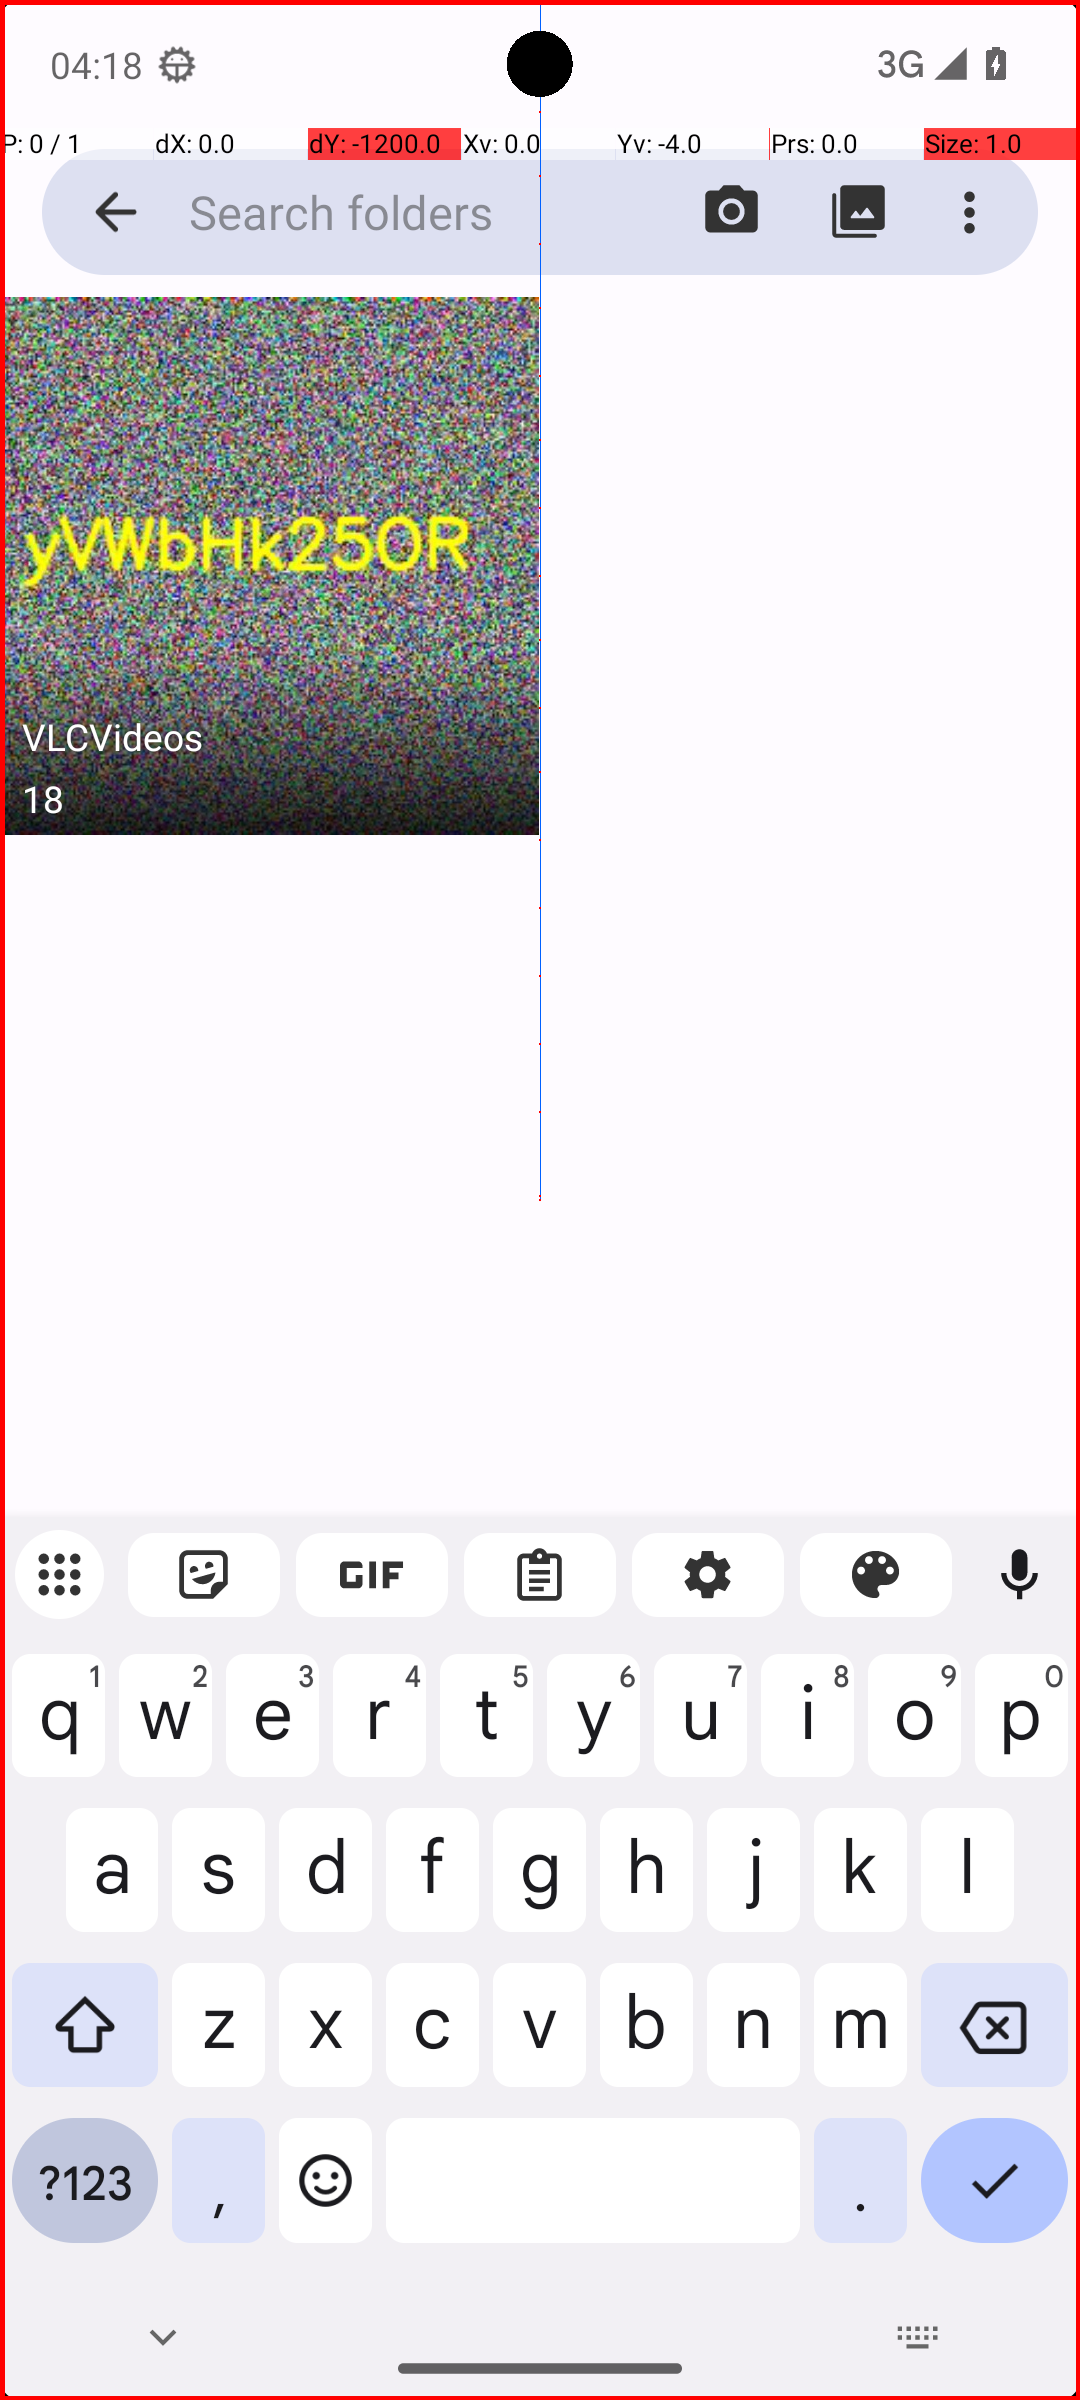 04:18
3G
P: 0 / 1 dX: 0.0 dY: -1200.0 Xv: 0.0 Yv: -4.0 Prs: 0.0 Size: 1.0
Search folders
yVWbHk25OR
VLCVideos
18
GIF
q 1 w 2 e 3 r 4 t 5 y 6 u 7 i 8 o 9 p 0
a s d f g h j k l
z x c v b n m
?123 , .